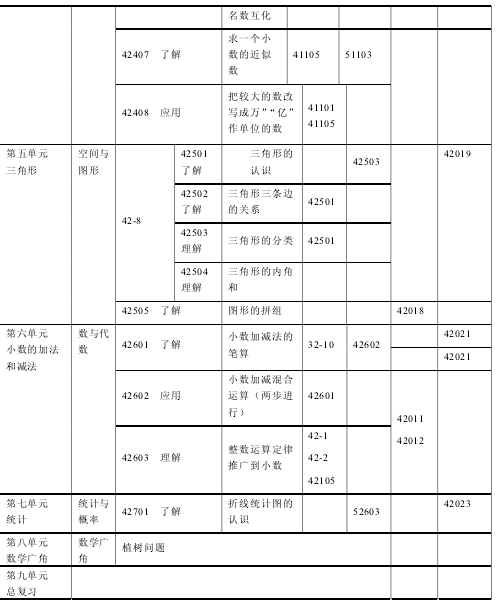 名数互化
42407 了解 求一个小 41105 51103
数的近似
数
42408 应用 把较大的数改 41101
写成万”“亿” 41105
作单位的数
第五单元 空间与 42501 三角形的 42503 42019
三角形 图形 了解 认识
42-8
42502 三角形三条边 42501
了解 的关系
42503 三角形的分类 42501
理解
42504 三角形的内角
理解 和
42505 了解 图形的拼组 42018
第六单元 数与代 42601 了解 小数加减法的 32-10 42602 42021
小数的加法 数 笔算 42021
和减法
42602 应用 小数加减混合 42601
运算（两步进
行）
42011
42012
42603 理解 整数运算定律 42-1
推广到小数 42-2
42105
第七单元 统计与 42701 了解 折线统计图的 52603 42023
统计 概率 认识
第八单元 数学广 植树问题
数学广角 角
第九单元
总复习